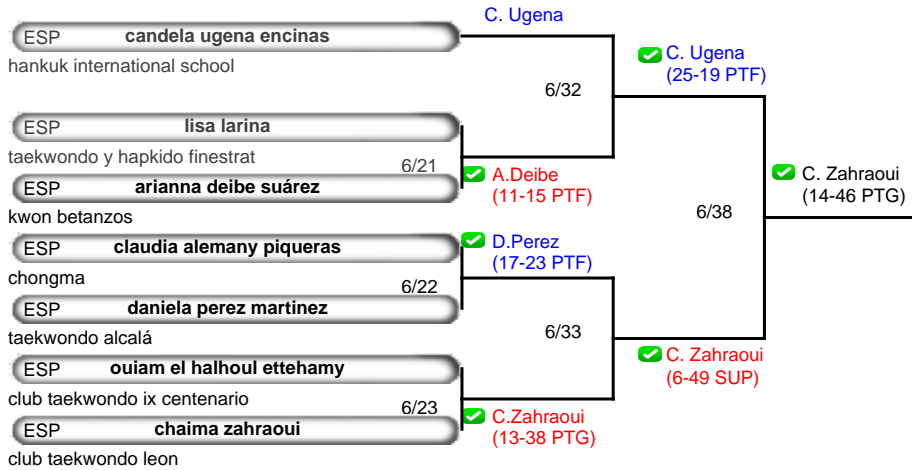 C. Ugena
ESP candela ugena encinas
hankuk international school
C. Ugena
(25-19 PTF)
6/32
ESP lisa larina
taekwondo y hapkido finestrat
6/21
A.Deibe
(11-15 PTF)
ESP arianna deibe suárez
kwon betanzos
C. Zahraoui
(14-46 PTG)
6/38
ESP claudia alemany piqueras
chongma
D.Perez
(17-23 PTF)
6/22
ESP daniela perez martinez
taekwondo alcalá
6/33
ESP ouiam el halhoul ettehamy
club taekwondo ix centenario
C. Zahraoui
(6-49 SUP)
6/23
C.Zahraoui
(13-38 PTG)
ESP chaima zahraoui
club taekwondo leon